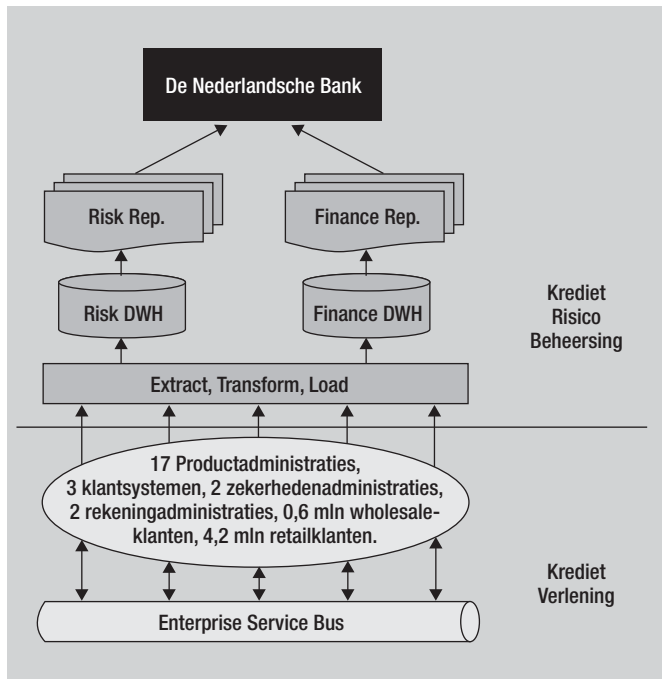 De Nederlandsche Bank
Risk Rep.
Finance Rep.
Risk DWH
Finance DWH
Krediet
Risico
Beheersing
Extract, Transform, Load
17 Productadministraties,
3 klantsystemen, 2 zekerhedenadministraties,
2 rekeningadministraties, 0,6 mln wholesale-
klanten, 4,2 mln retailklanten.
Krediet
Verlening
Enterprise Service Bus